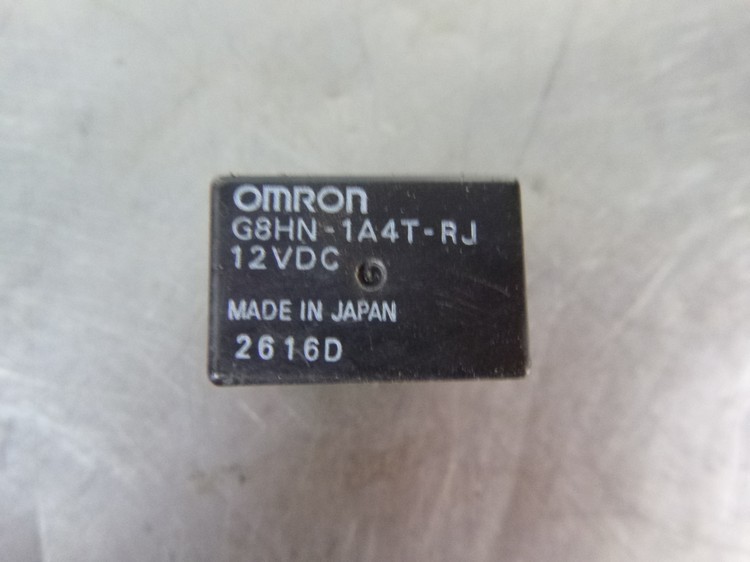 OMRON
G8HN-1A4T-RJ
12VDC
MADE IN JAPAN
2616D